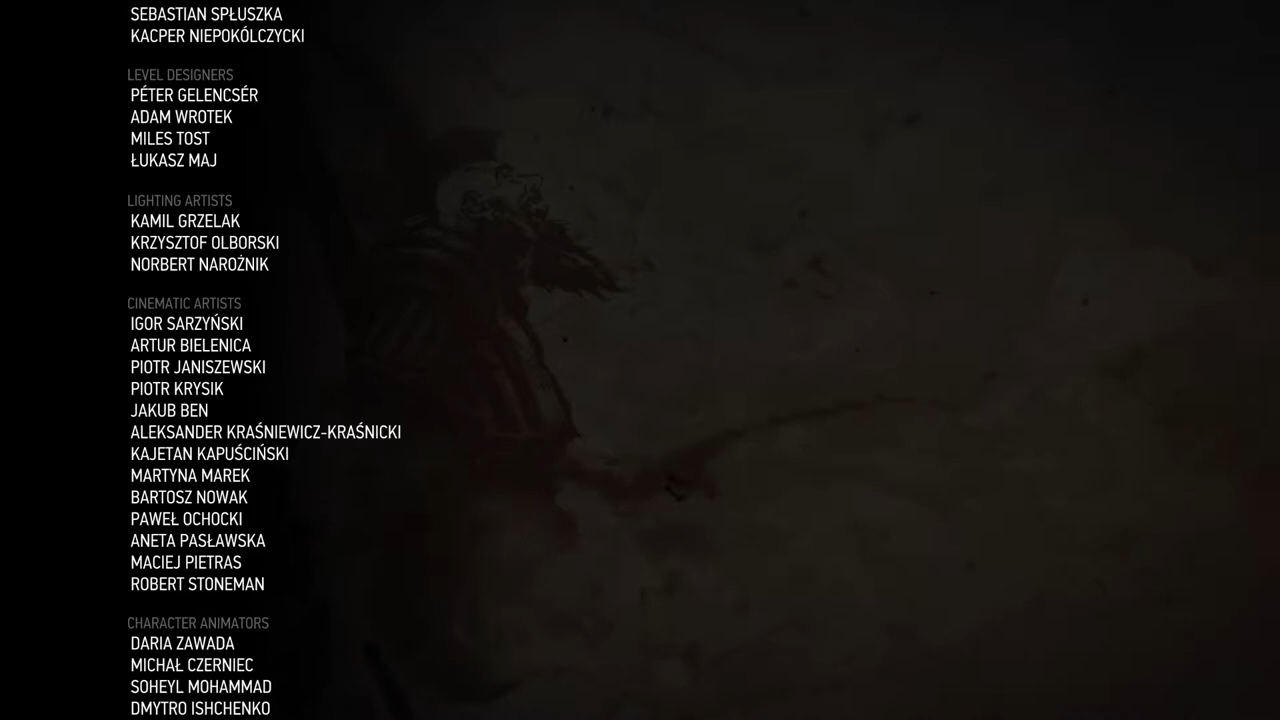 SEBASTIAN SPŁUSZKA
KACPER NIEPOKÓLCZYCKI
LEVEL DESIGNERS
PÉTER GELENCSÉR
ADAM WROTEK
MILES TOST
ŁUKASZ MAJ
LIGHTING ARTISTS
KAMIL GRZELAK
KRZYSZTOF OLBORSKI
NORBERT NAROŻNIK
CINEMATIC ARTISTS
IGOR SARZYŃSKI
ARTUR BIELENICA
PIOTR JANISZEWSKI
PIOTR KRYSIK
JAKUB BEN
ALEKSANDER KRAŚNIEWICZ-KRAŚNICKI
KAJETAN KAPUŚCIŃSKI
MARTYNA MAREK
BARTOSZ NOWAK
PAWEŁ OCHOCKI
ANETA PASŁAWSKA
MACIEJ PIETRAS
ROBERT STONEMAN
CHARACTER ANIMATORS
DARIA ZAWADA
MICHAŁ CZERNIEC
SOHEYL MOHAMMAD
DMYTRO ISHCHENKO